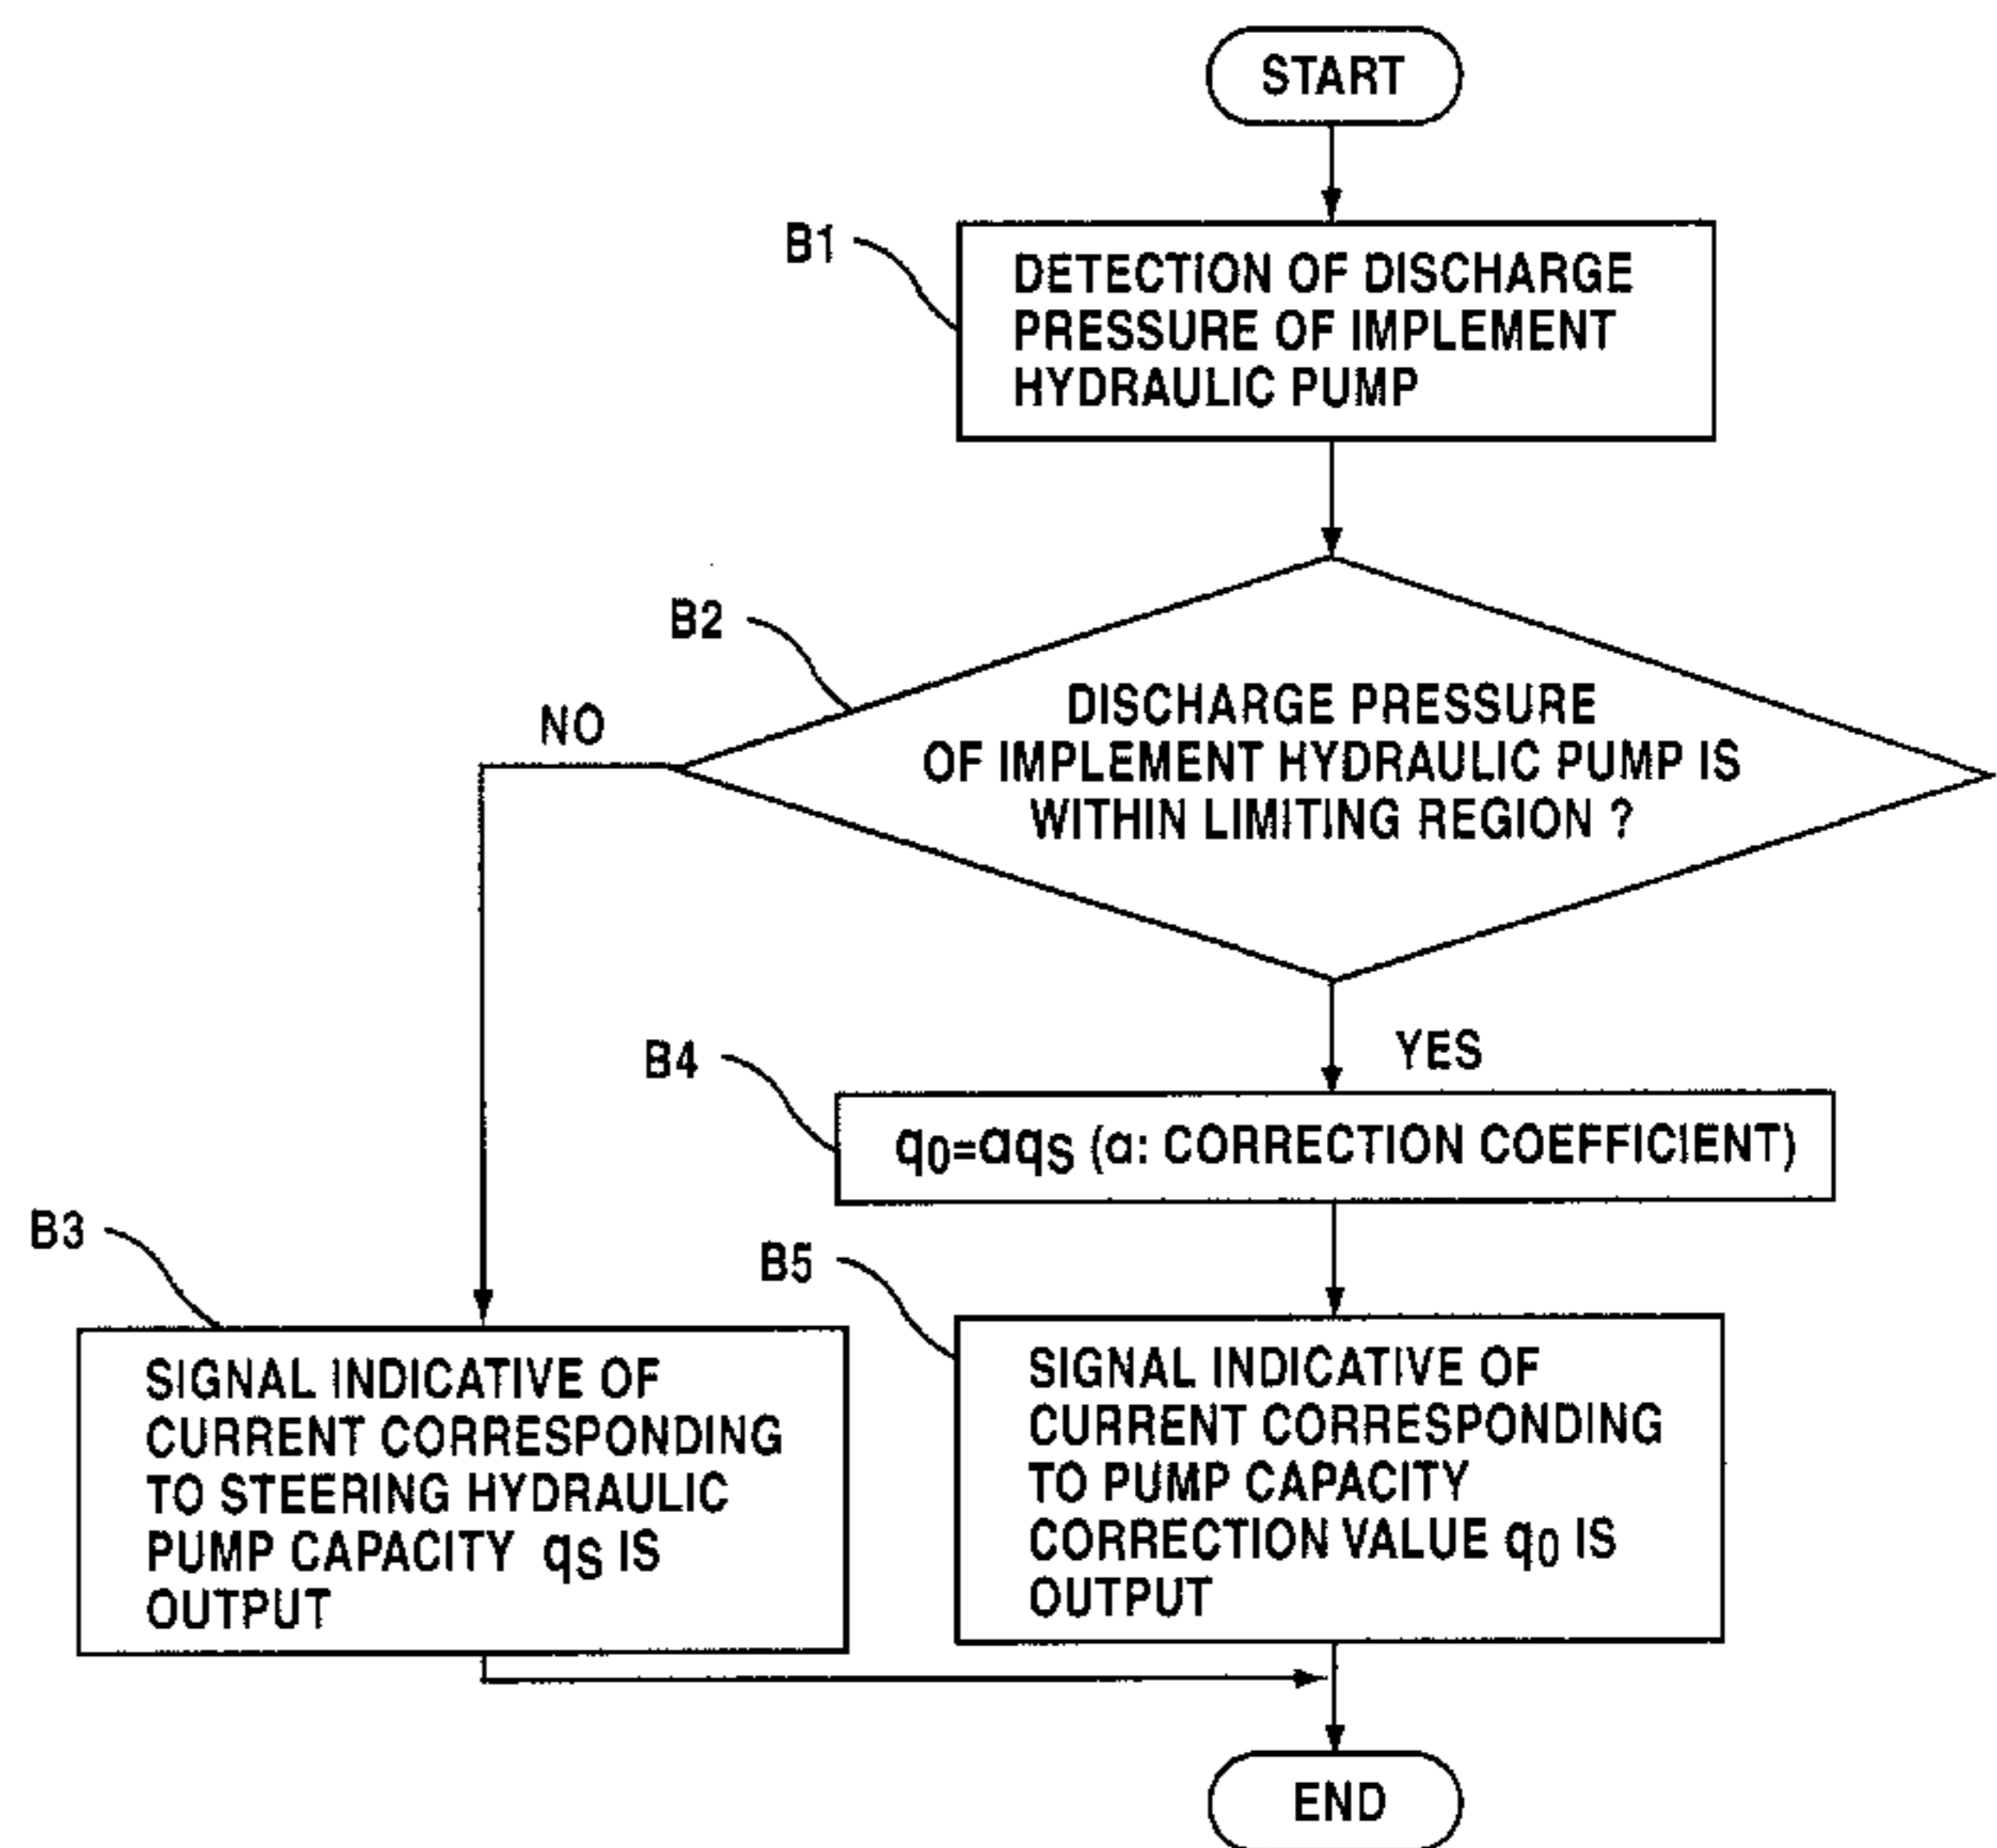 START
B1
DETECTION OF DISCHARGE
PRESSURE OF IMPLEMENT
HYDRAULIC PUMP
B2
DISCHARGE PRESSURE
OF IMPLEMENT HYDRAULIC PUMP IS
WITHIN LIMITING REGION ?
NO
YES
B4
q0=aqS (a: CORRECTION COEFFICIENT)
B3
SIGNAL INDICATIVE OF
CURRENT CORRESPONDING
TO STEERING HYDRAULIC
PUMP CAPACITY qS IS
OUTPUT
B5
SIGNAL INDICATIVE OF
CURRENT CORRESPONDING
TO PUMP CAPACITY
CORRECTION VALUE q0 IS
OUTPUT
END